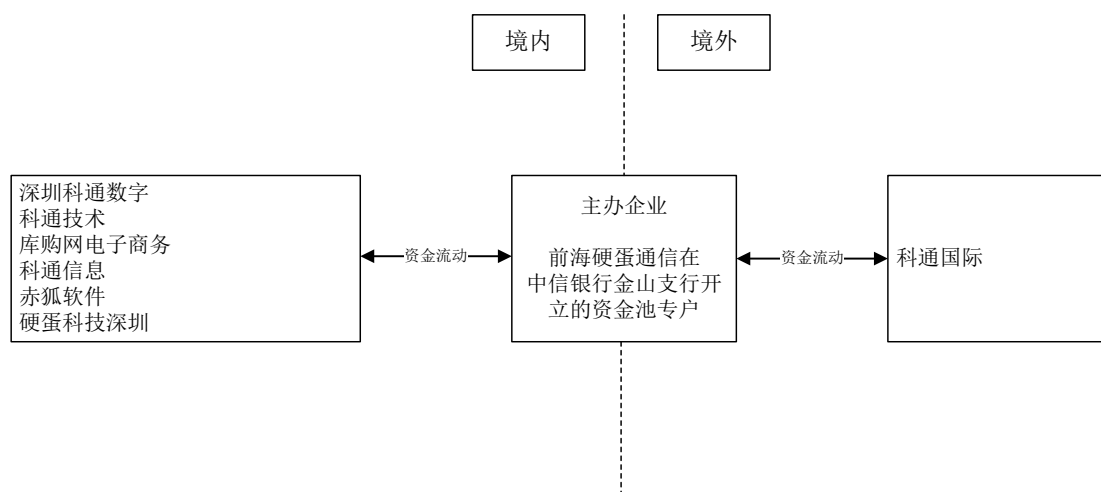 境内
境外
深圳科通数字
科通技术
库购网电子商务
科通信息
赤狐软件
硬蛋科技深圳
资金流动
主办企业
前海硬蛋通信在
中信银行金山支行开
立的资金池专户
资金流动
科通国际